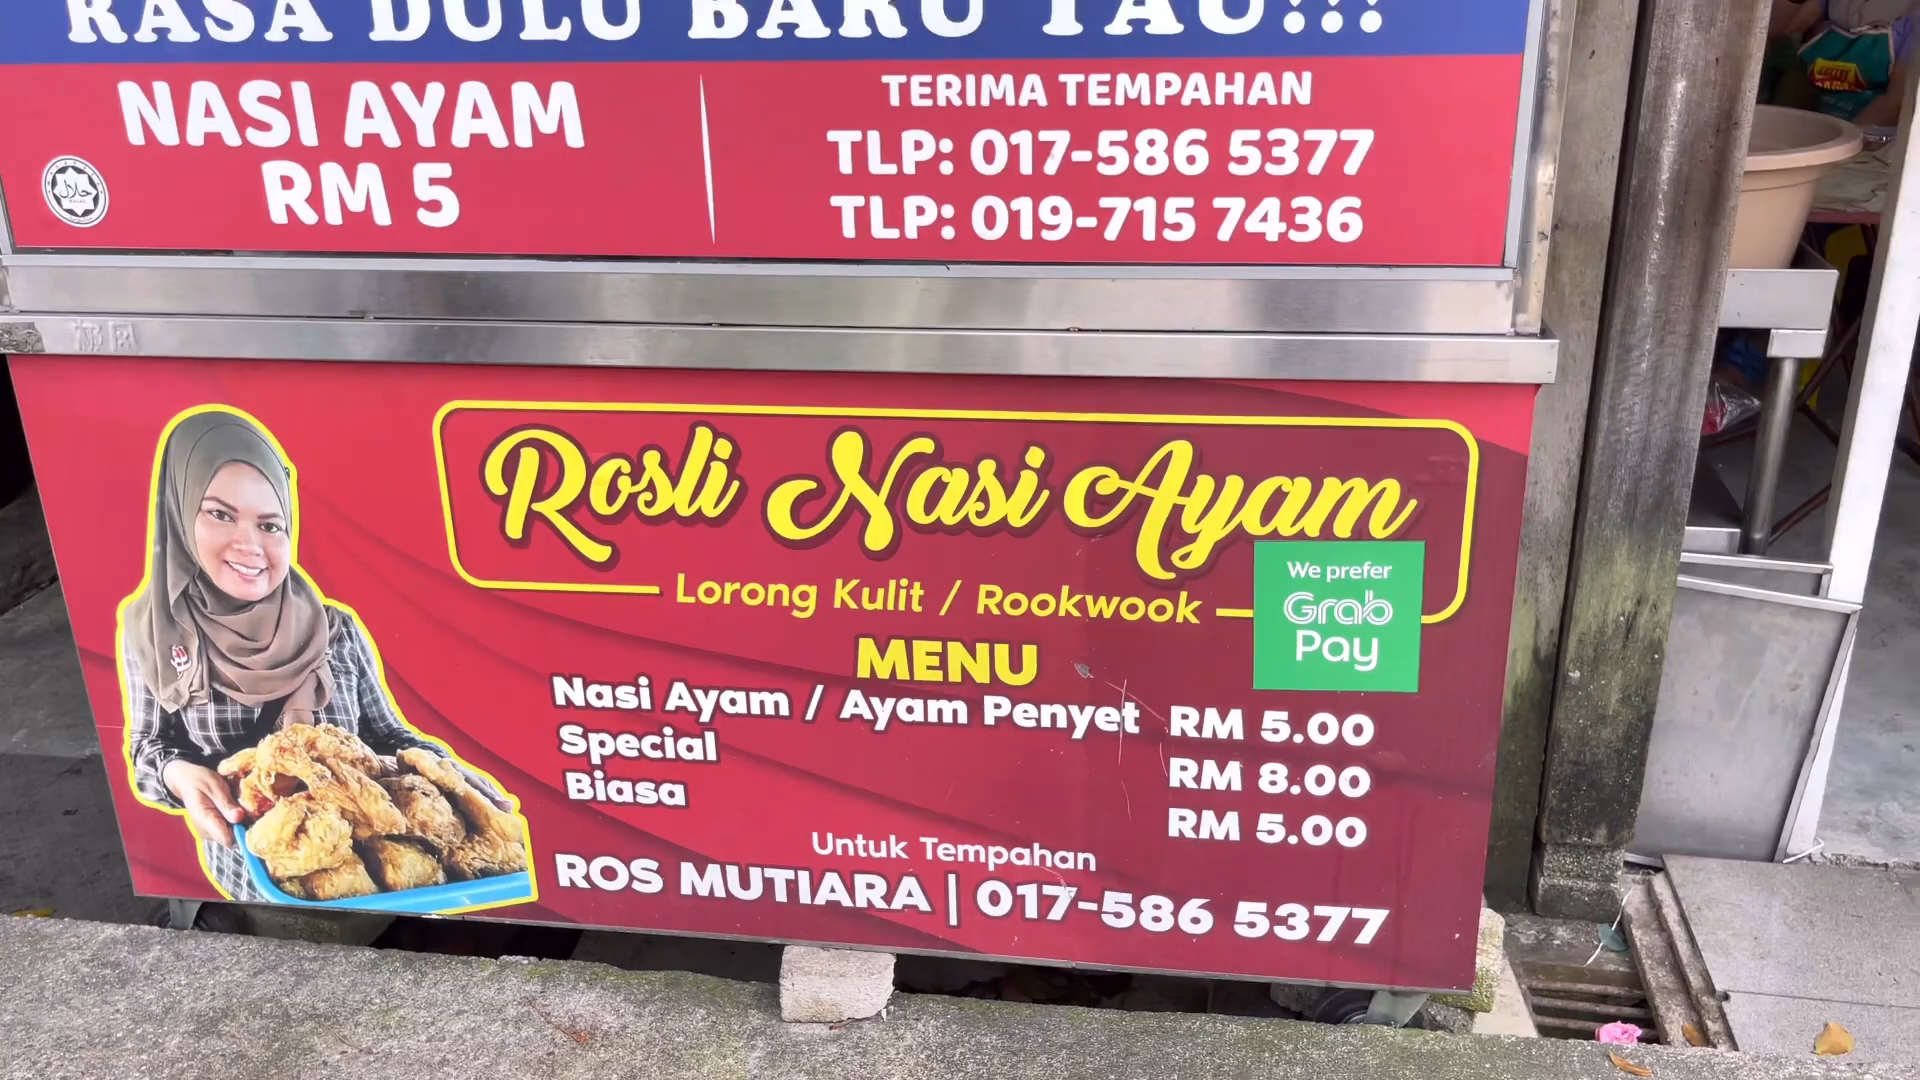 RASA DULU BARU TAU!!!
NASI AYAM
RM 5
حلال
TERIMA TEMPAHAN
TLP: 017-586 5377
TLP: 019-715 7436
Rosli Nasi Ayam
Lorong Kulit / Rookwook
We prefer
Grab
Pay
MENU
Nasi Ayam / Ayam Penyet RM 5.00
Special RM 8.00
Biasa RM 5.00
Untuk Tempahan
ROS MUTIARA | 017-586 5377